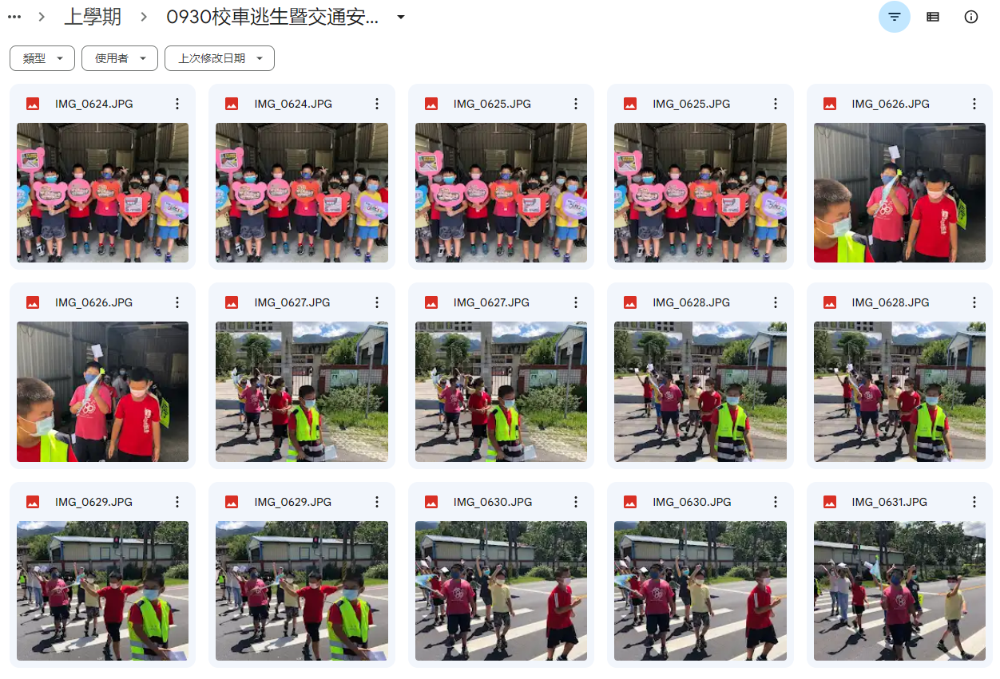 上學期
0930校車逃生暨交通安...
類型
使用者
上次修改日期
IMG_0624.JPG
IMG_0624.JPG
IMG_0625.JPG
IMG_0625.JPG
IMG_0626.JPG
IMG_0626.JPG
IMG_0627.JPG
IMG_0627.JPG
IMG_0628.JPG
IMG_0628.JPG
IMG_0629.JPG
IMG_0629.JPG
IMG_0630.JPG
IMG_0630.JPG
IMG_0631.JPG